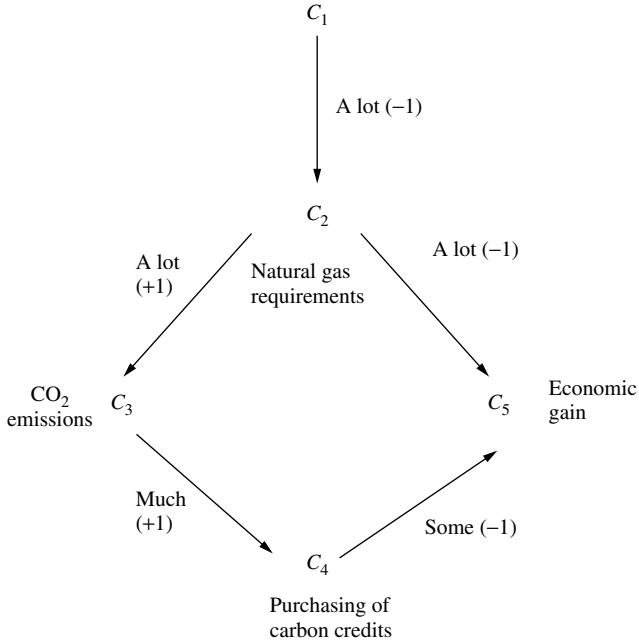 C₁
A lot (−1)
C₂
A lot
(+1)
Natural gas
requirements
A lot (−1)
CO₂
emissions
C₃
C₅
Economic
gain
Much
(+1)
Some (−1)
C₄
Purchasing of
carbon credits